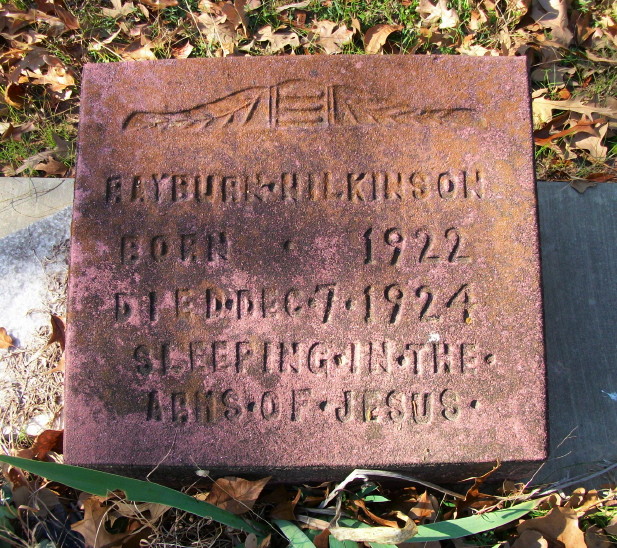 RAYBURN·WILKINSON
BORN · 1922
DIED·DEC·7·1924
SLEEPING·IN·THE·
ARMS·OF·JESUS·